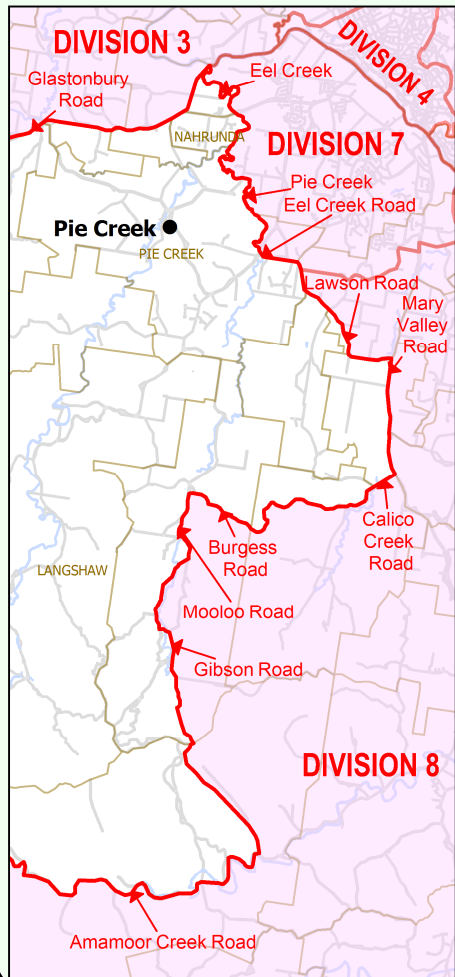 DIVISION 3
Glastonbury
Road
Eel Creek
DIVISION 4
NAHRUNDA
DIVISION 7
Pie Creek
Eel Creek Road
Pie Creek
PIE CREEK
Lawson Road
Mary
Valley
Road
Calico
Creek
Road
Burgess
Road
LANGSHAW
Mooloo Road
Gibson Road
DIVISION 8
Amamoor Creek Road